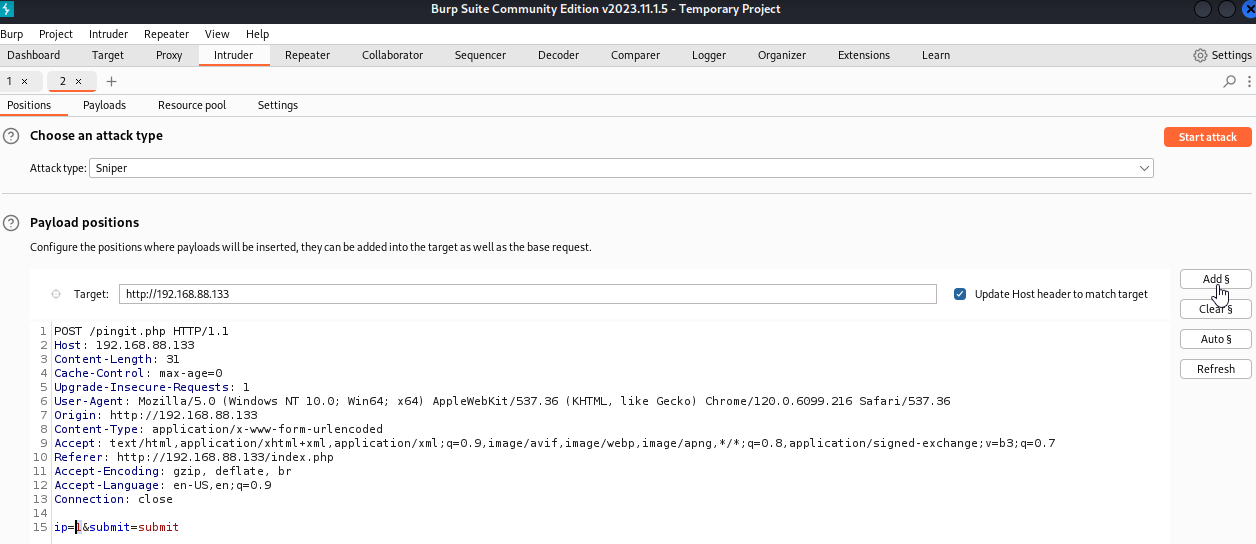 Burp Suite Community Edition v2023.11.1.5 - Temporary Project
Burp Project Intruder Repeater View Help
Dashboard Target Proxy Intruder Repeater Collaborator Sequencer Decoder Comparer Logger Organizer Extensions Learn Settings
1 × 2 × +
Positions Payloads Resource pool Settings
? Choose an attack type
Start attack
Attack type: Sniper
? Payload positions
Configure the positions where payloads will be inserted, they can be added into the target as well as the base request.
Target: http://192.168.88.133 Update Host header to match target
Add §
Clear §
Auto §
Refresh
1 POST /pingit.php HTTP/1.1
2 Host: 192.168.88.133
3 Content-Length: 31
4 Cache-Control: max-age=0
5 Upgrade-Insecure-Requests: 1
6 User-Agent: Mozilla/5.0 (Windows NT 10.0; Win64; x64) AppleWebKit/537.36 (KHTML, like Gecko) Chrome/120.0.6099.216 Safari/537.36
7 Origin: http://192.168.88.133
8 Content-Type: application/x-www-form-urlencoded
9 Accept: text/html,application/xhtml+xml,application/xml;q=0.9,image/avif,image/webp,image/apng,*/*;q=0.8,application/signed-exchange;v=b3;q=0.7
10 Referer: http://192.168.88.133/index.php
11 Accept-Encoding: gzip, deflate, br
12 Accept-Language: en-US,en;q=0.9
13 Connection: close
14
15 ip=1&submit=submit